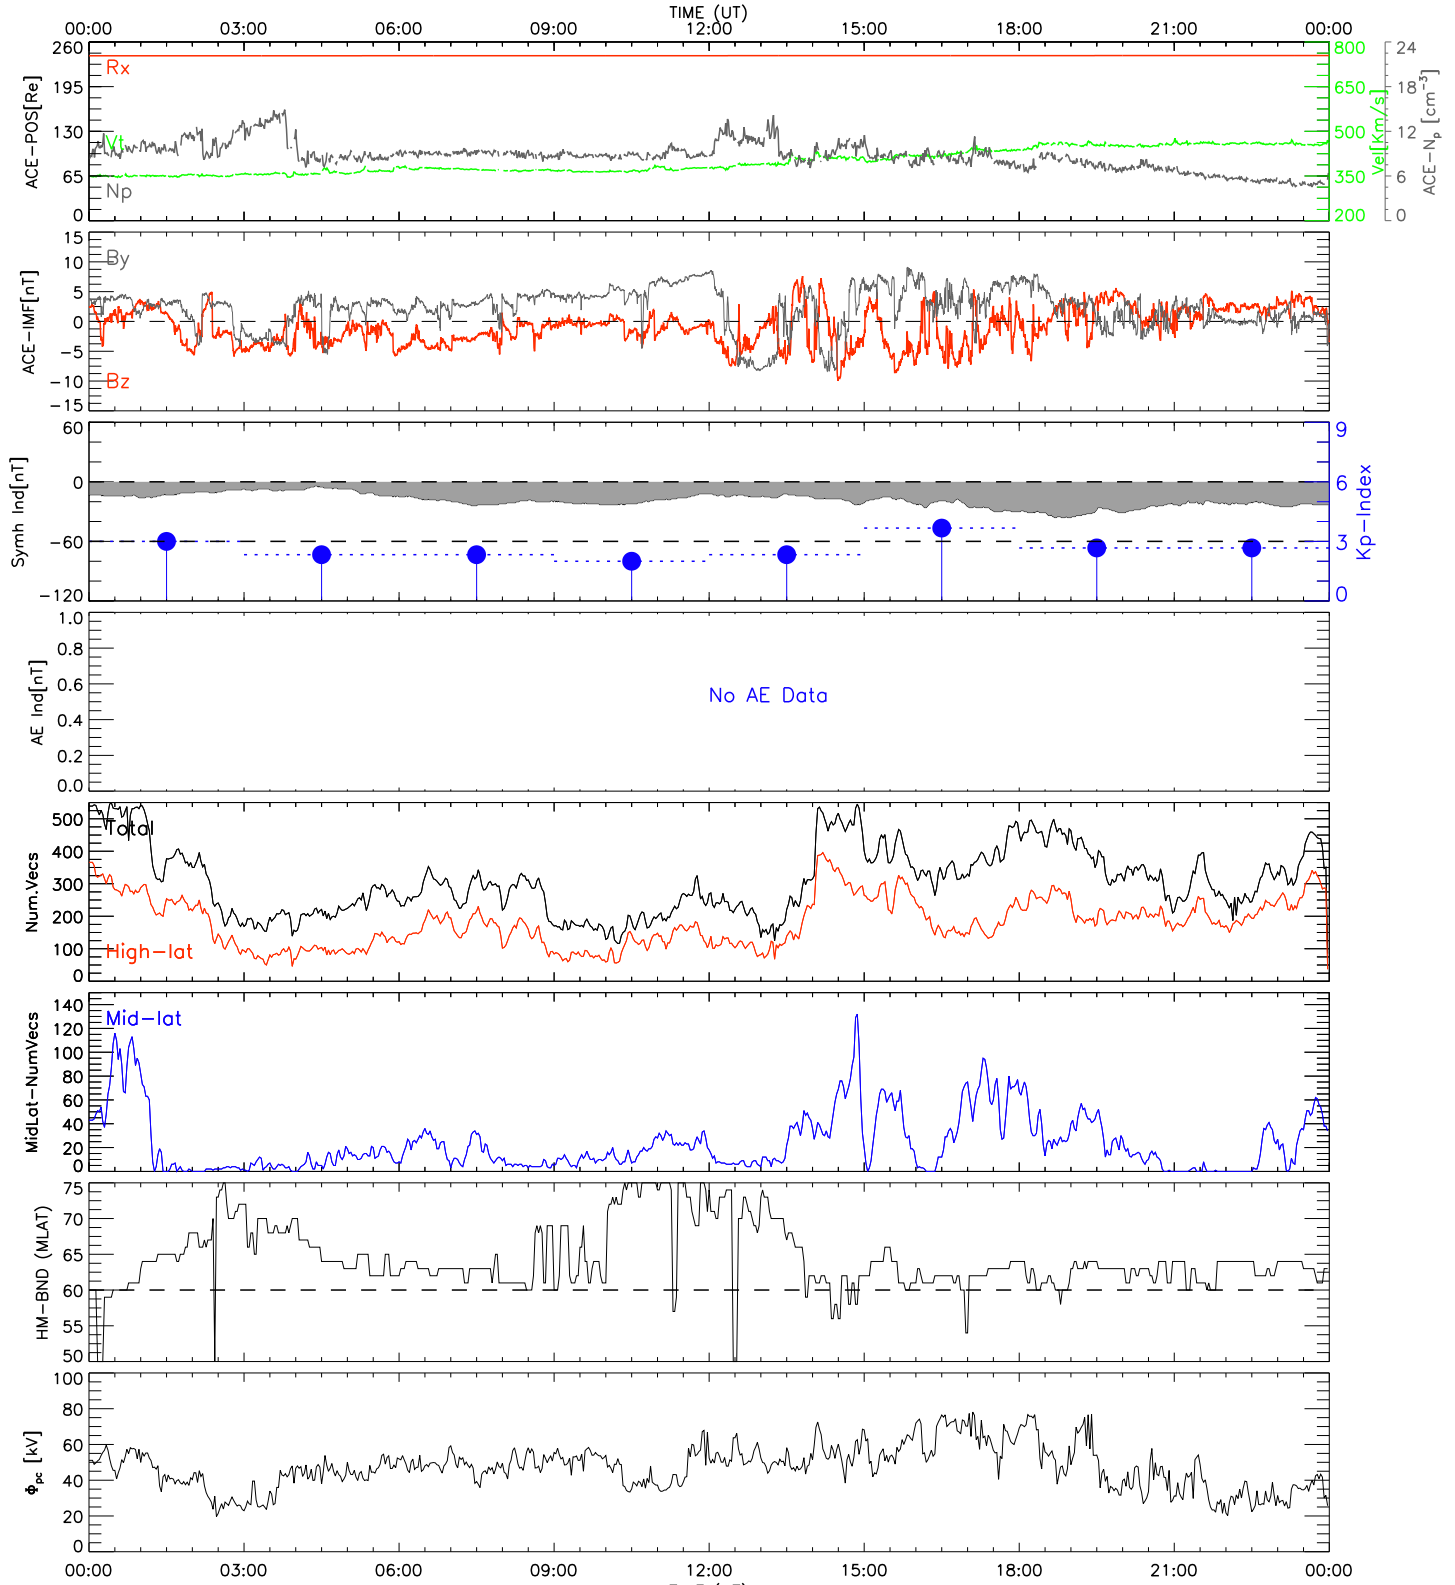 TIME (UT)
00:00 03:00 06:00 09:00 12:00 15:00 18:00 21:00 00:00
260 195 130 65 0
ACE-POS[Re]
Rx
Vt
Np
800 650 500 350 200
Vel[Km/s]
24 18 12 6 0
ACE-Np [cm-3]
15 10 5 0 -5 -10 -15
ACE-IMF[nT]
By
Bz
60 0 -60 -120
Symh Ind[nT]
9 6 3 0
Kp-Index
1.0 0.8 0.6 0.4 0.2 0.0
AE Ind[nT]
No AE Data
500 400 300 200 100 0
Num.Vecs
Total
High-lat
140 120 100 80 60 40 20 0
MidLat-NumVecs
Mid-lat
75 70 65 60 55 50
HM-BND (MLAT)
100 80 60 40 20 0
Φpc [kV]
00:00 03:00 06:00 09:00 12:00 15:00 18:00 21:00 00:00